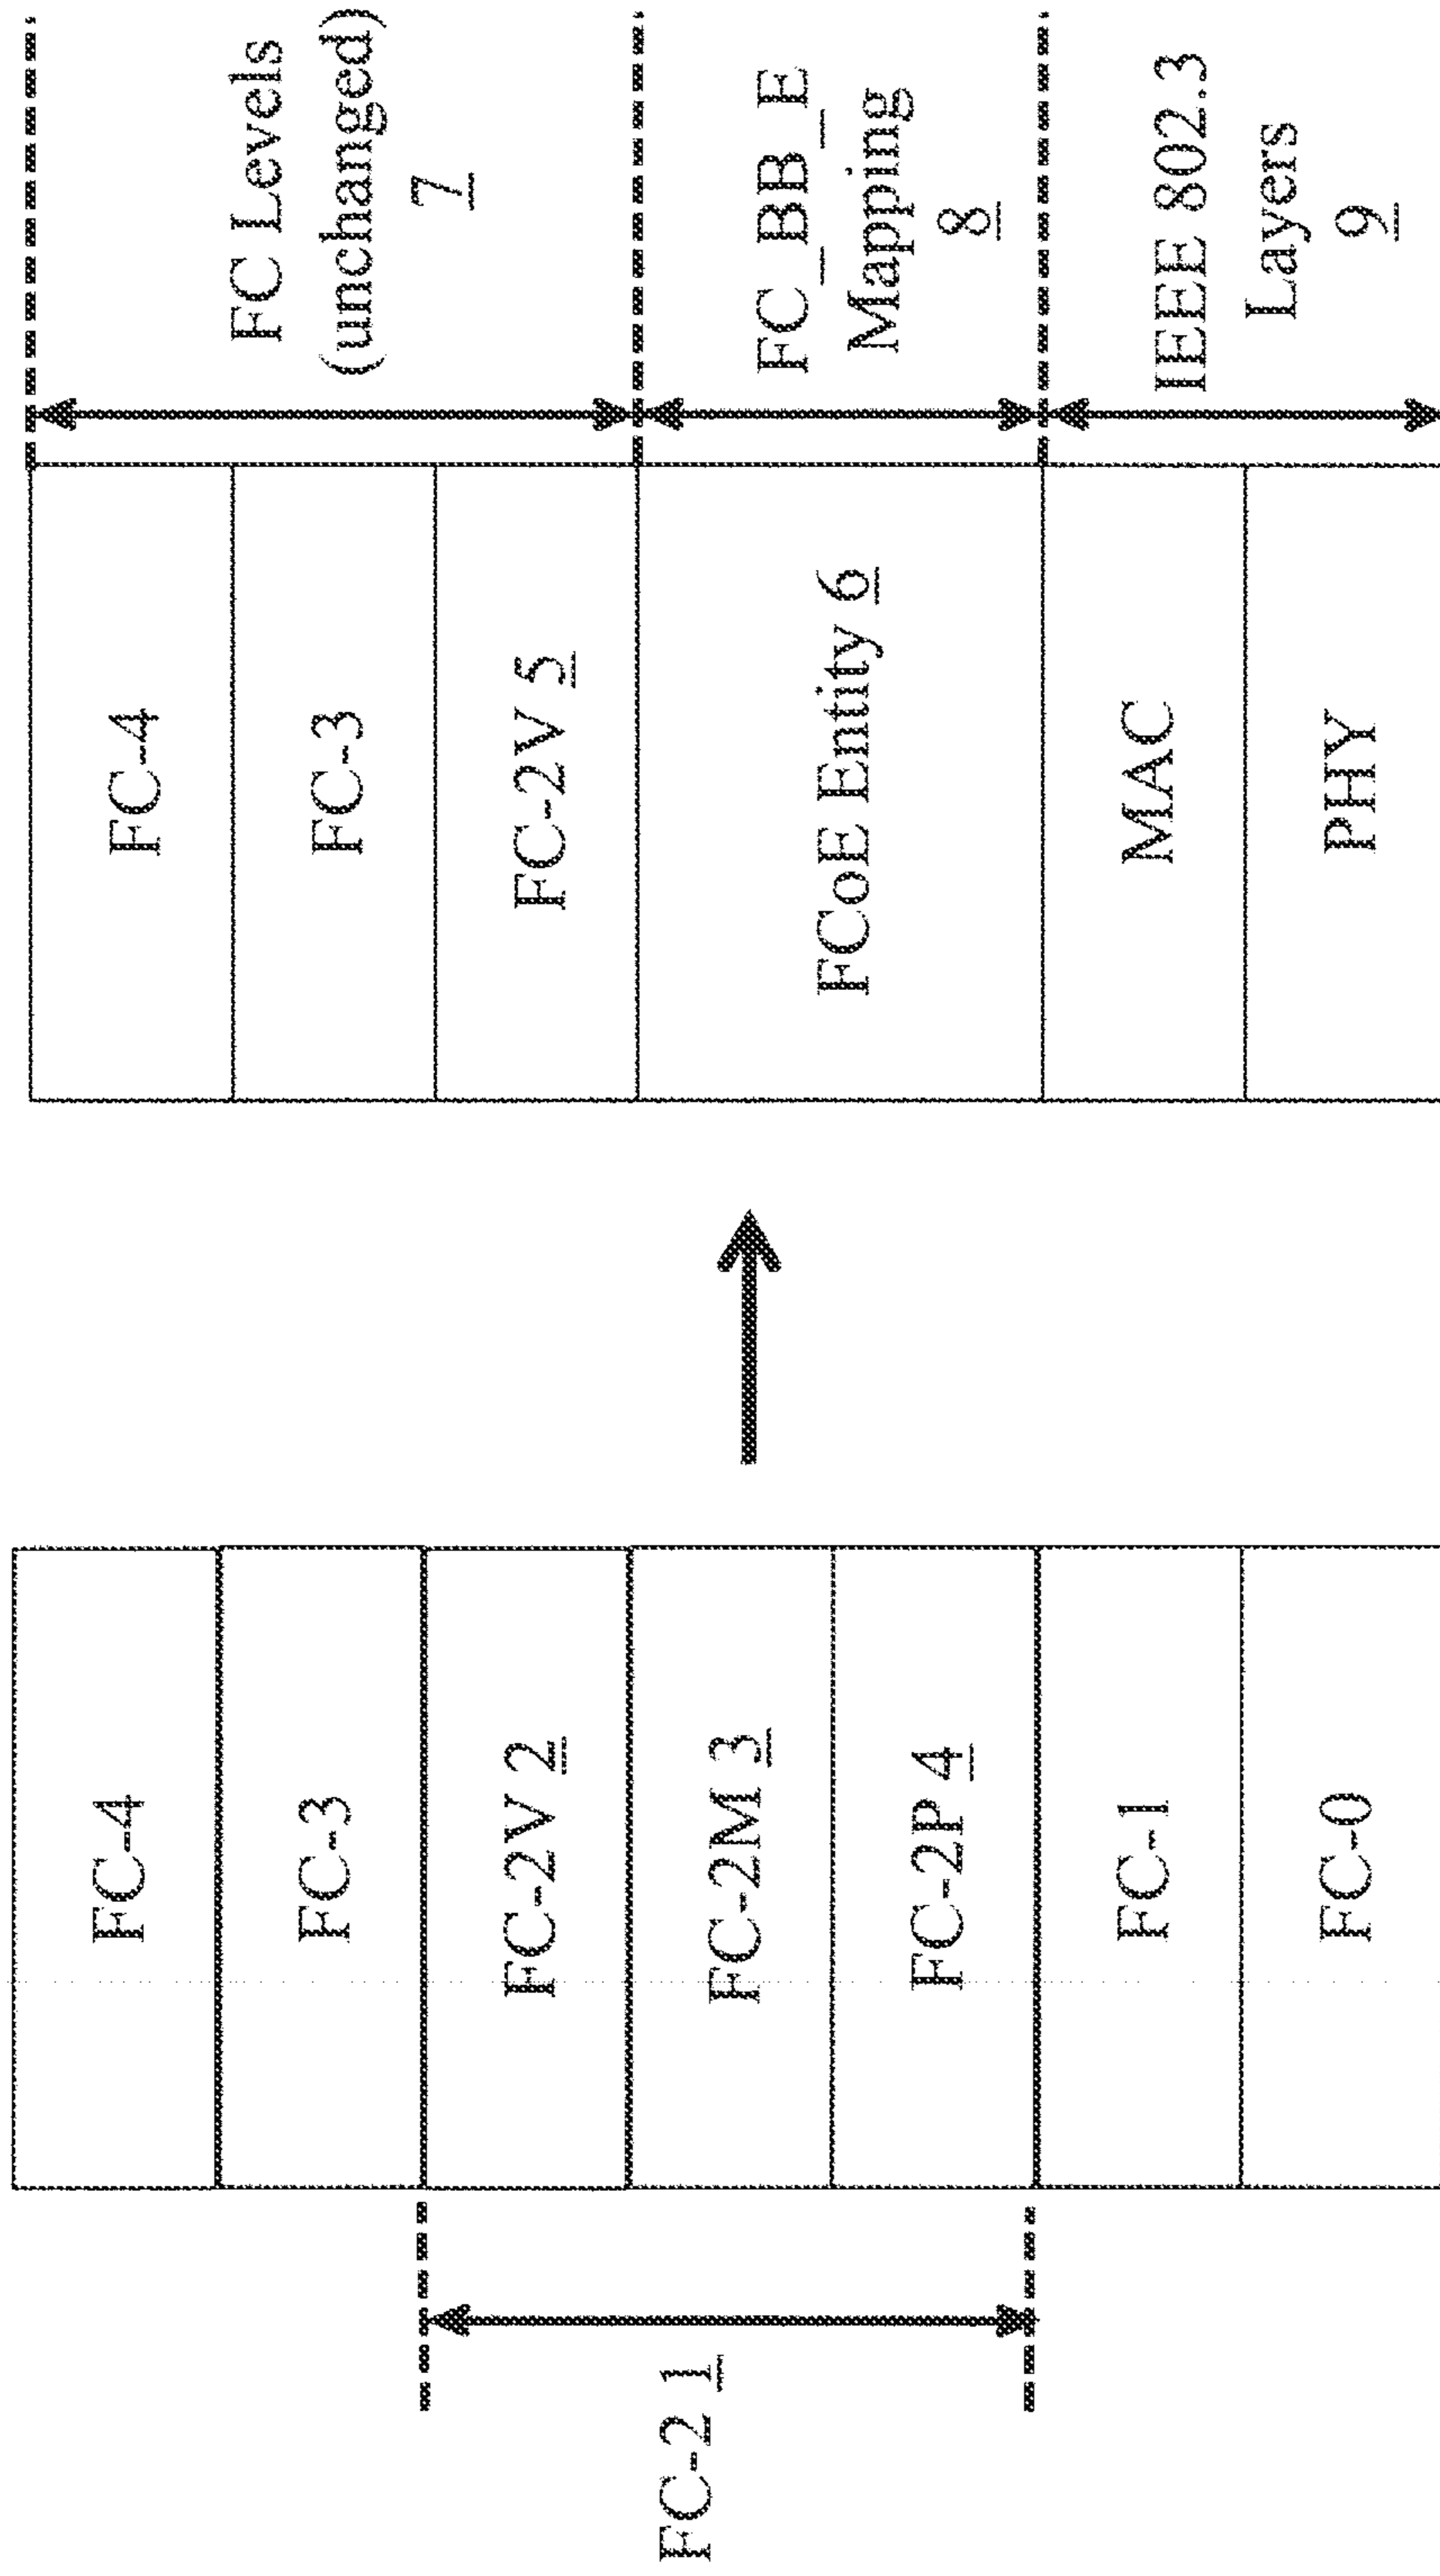 FC-2 1
FC-4
FC-3
FC-2V 2
FC-2M 3
FC-2P 4
FC-1
FC-0
FC-4
FC-3
FC-2V 5
FCoE Entity 6
MAC
PHY
FC Levels
(unchanged)
7
FC_BB_E
Mapping
8
IEEE 802.3
Layers
9